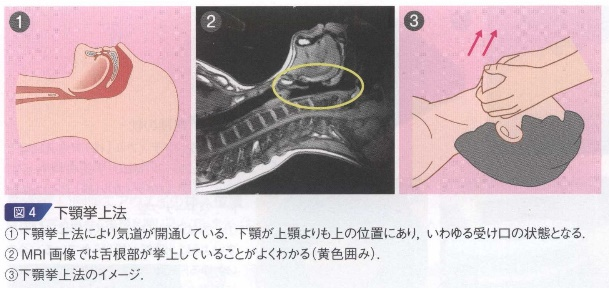 ① ② ③
図4 下顎挙上法
①下顎挙上法により気道が開通している．下顎が上顎よりも上の位置にあり，いわゆる受け口の状態となる．
②MRI画像では舌根部が挙上していることがよくわかる（黄色囲み）．
③下顎挙上法のイメージ．